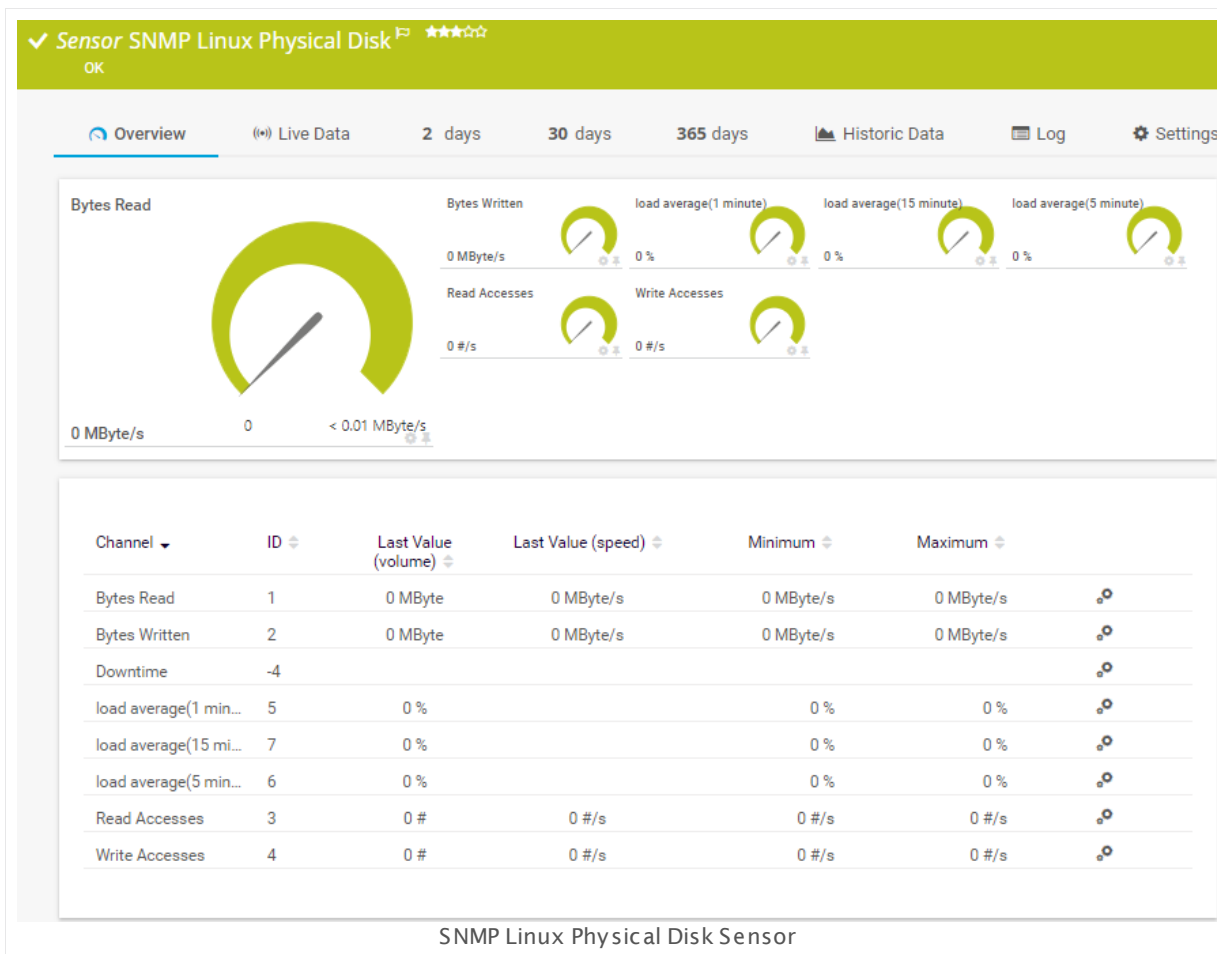 Sensor SNMP Linux Physical Disk
OK
Overview Live Data 2 days 30 days 365 days Historic Data Log Settings
Bytes Read
0 MByte/s
0 < 0.01 MByte/s
Bytes Written
0 MByte/s
load average(1 minute)
0 %
load average(15 minute)
0 %
load average(5 minute)
0 %
Read Accesses
0 #/s
Write Accesses
0 #/s
Channel ID Last Value (volume) Last Value (speed) Minimum Maximum
Bytes Read 1 0 MByte 0 MByte/s 0 MByte/s 0 MByte/s
Bytes Written 2 0 MByte 0 MByte/s 0 MByte/s 0 MByte/s
Downtime -4
load average(1 min... 5 0 % 0 % 0 %
load average(15 mi... 7 0 % 0 % 0 %
load average(5 min... 6 0 % 0 % 0 %
Read Accesses 3 0 # 0 #/s 0 #/s 0 #/s
Write Accesses 4 0 # 0 #/s 0 #/s 0 #/s
SNMP Linux Physical Disk Sensor